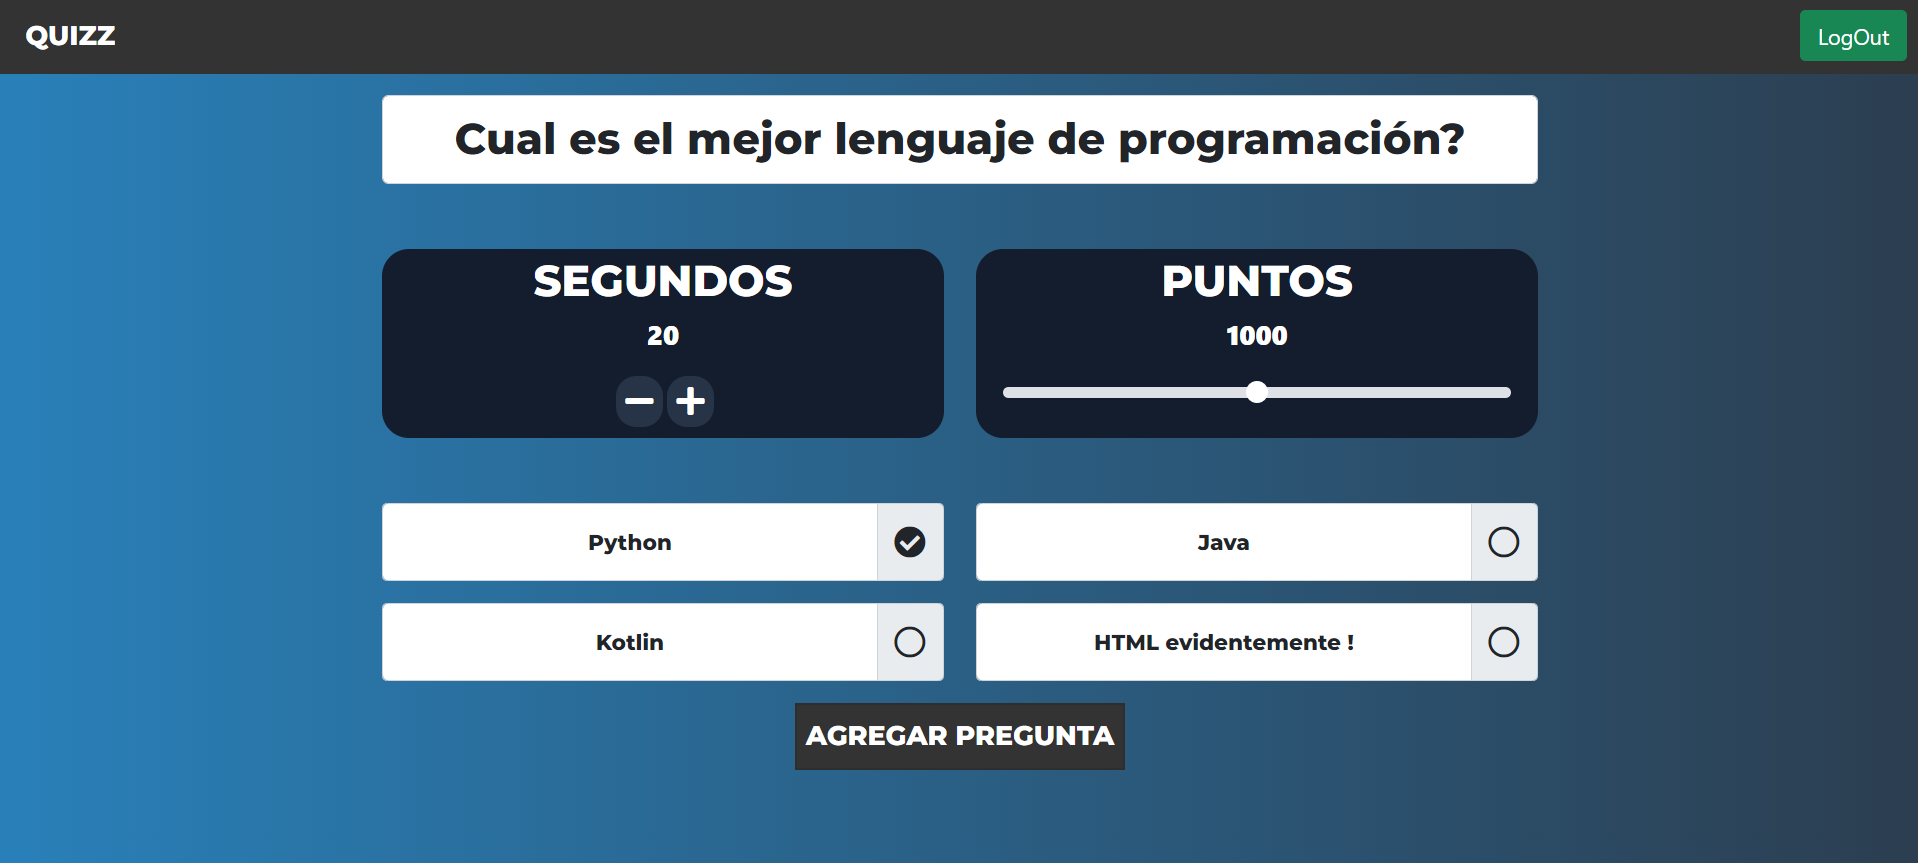 QUIZZ
LogOut
Cual es el mejor lenguaje de programación?
SEGUNDOS
20
PUNTOS
1000
Python
Java
Kotlin
HTML evidentemente !
AGREGAR PREGUNTA